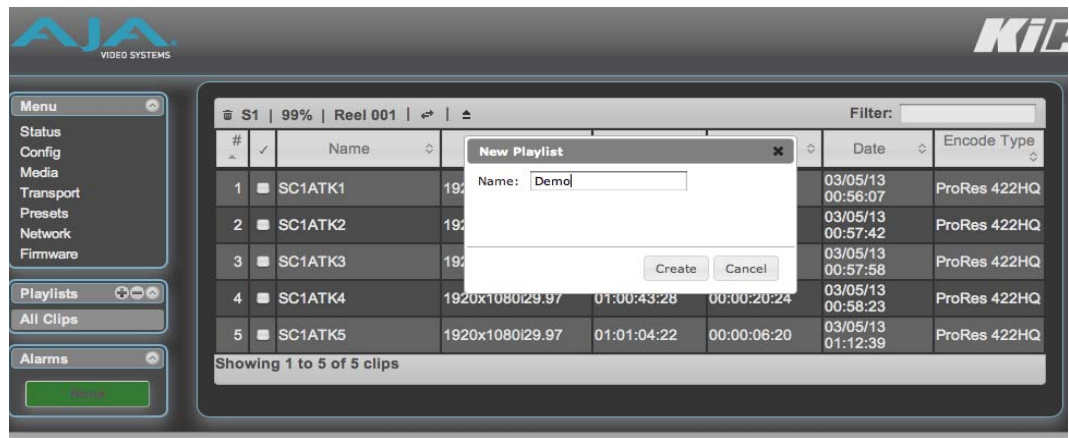 AJA
VIDEO SYSTEMS
Menu
Status
Config
Media
Transport
Presets
Network
Firmware
Playlists
All Clips
Alarms
None
S1 | 99% | Reel 001 |
Filter:
# ✓ Name Date Encode Type
1 SC1ATK1 192 03/05/13 00:56:07 ProRes 422HQ
2 SC1ATK2 192 03/05/13 00:57:42 ProRes 422HQ
3 SC1ATK3 192 03/05/13 00:57:58 ProRes 422HQ
4 SC1ATK4 1920x1080i29.97 01:00:43:28 00:00:20:24 03/05/13 00:58:23 ProRes 422HQ
5 SC1ATK5 1920x1080i29.97 01:01:04:22 00:00:06:20 03/05/13 01:12:39 ProRes 422HQ
Showing 1 to 5 of 5 clips
New Playlist
Name: Demo
Create Cancel